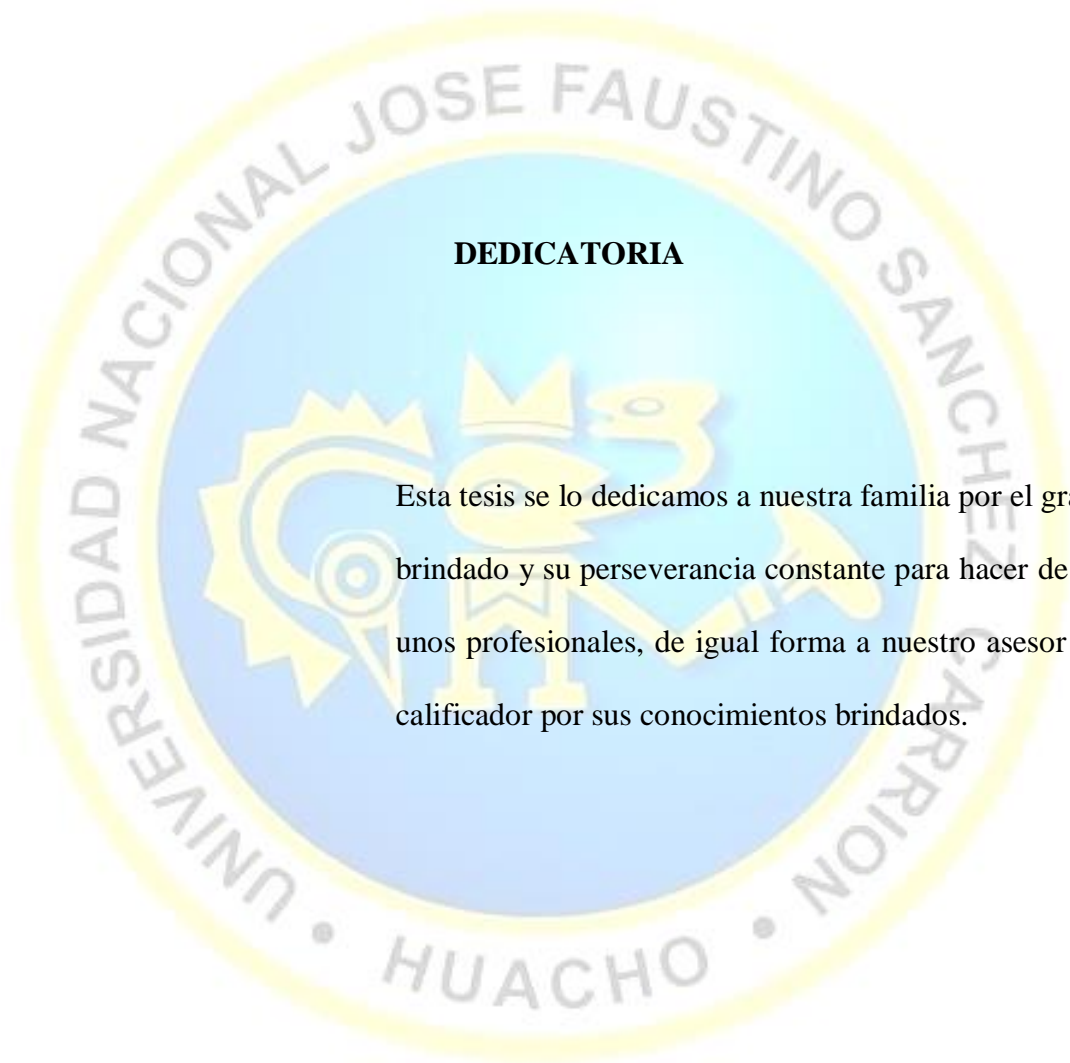 UNIVERSIDAD NACIONAL JOSE FAUSTINO SANCHEZ CARRION • HUACHO •
DEDICATORIA
Esta tesis se lo dedicamos a nuestra familia por el
brindado y su perseverancia constante para hacer de
unos profesionales, de igual forma a nuestro asesor
calificador por sus conocimientos brindados.